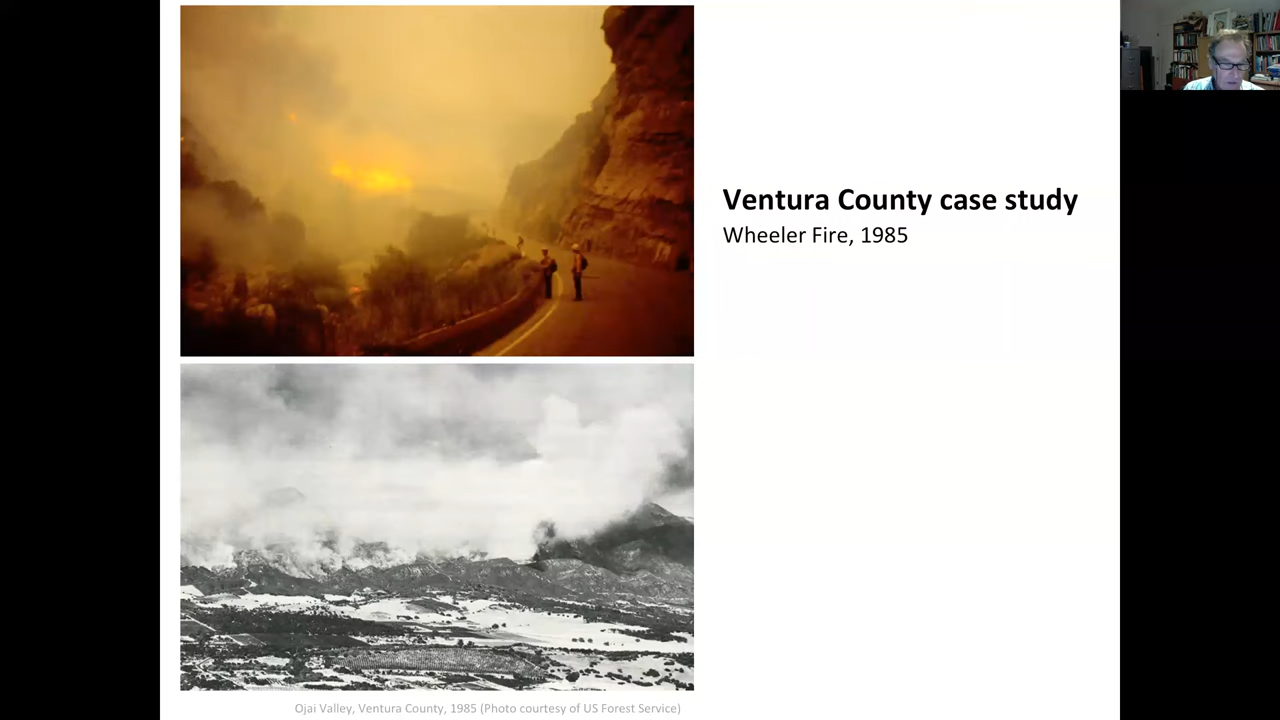 Ventura County case study
Wheeler Fire, 1985
Ojai Valley, Ventura County, 1985 (Photo courtesy of US Forest Service)